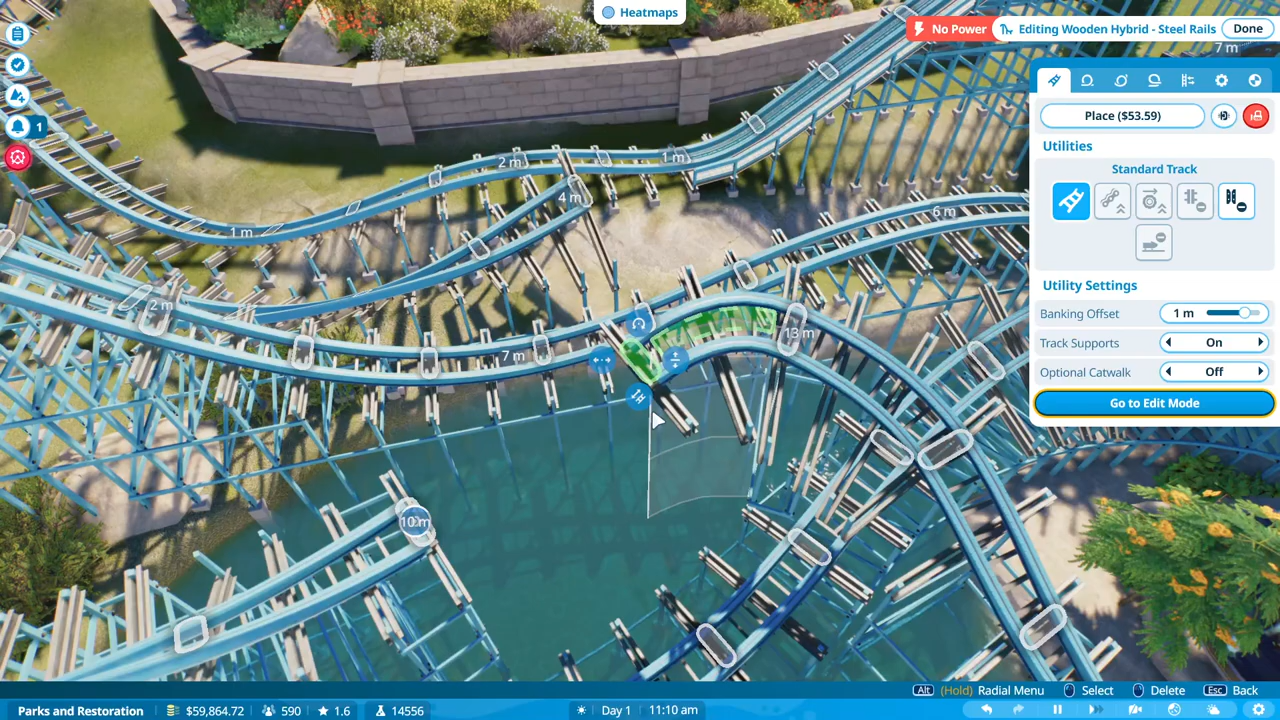 Heatmaps
No Power
Editing Wooden Hybrid - Steel Rails
Done
7 m
1
Place ($53.59)
Utilities
Standard Track
Utility Settings
Banking Offset
1 m
Track Supports
On
Optional Catwalk
Off
Go to Edit Mode
2 m
1 m
4 m
1 m
6 m
2 m
7 m
13 m
10 m
Alt (Hold) Radial Menu Select Delete Esc Back
Parks and Restoration $59,864.72 590 1.6 14556 Day 1 11:10 am